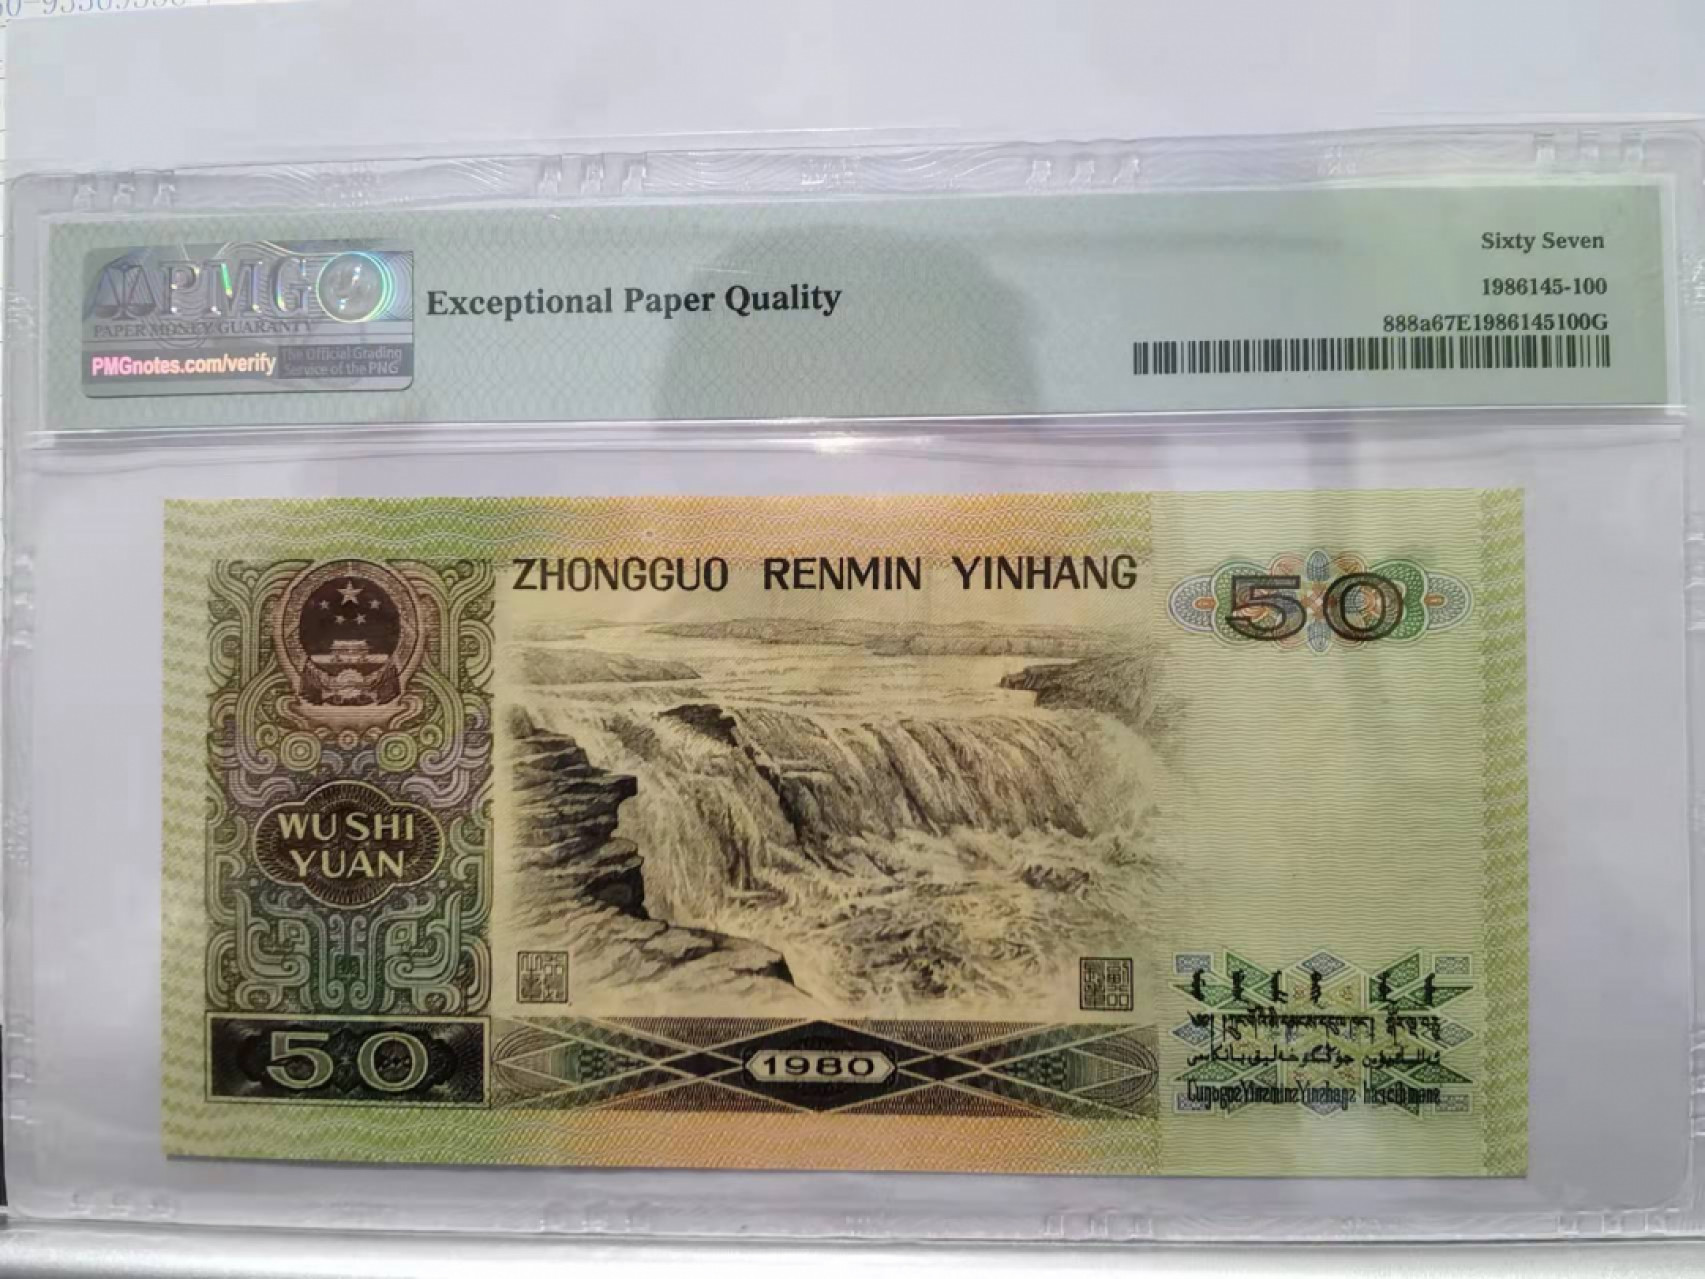 Sixty Seven
1986145-100
888a67E1986145100G
PMG
PAPER MONEY GUARANTY
PMGnotes.com/verify
The Official Grading
Service of the PNG
Exceptional Paper Quality
ZHONGGUO RENMIN YINHANG
50
WU SHI
YUAN
50
1980